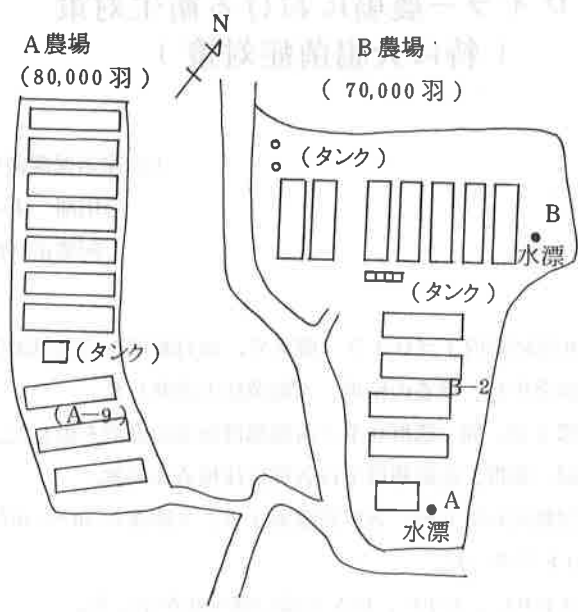 N
A農場
(80,000羽)
B農場
(70,000羽)
(タンク)
B
水漂
(タンク)
(タンク)
B-2
(A-9)
A
水漂